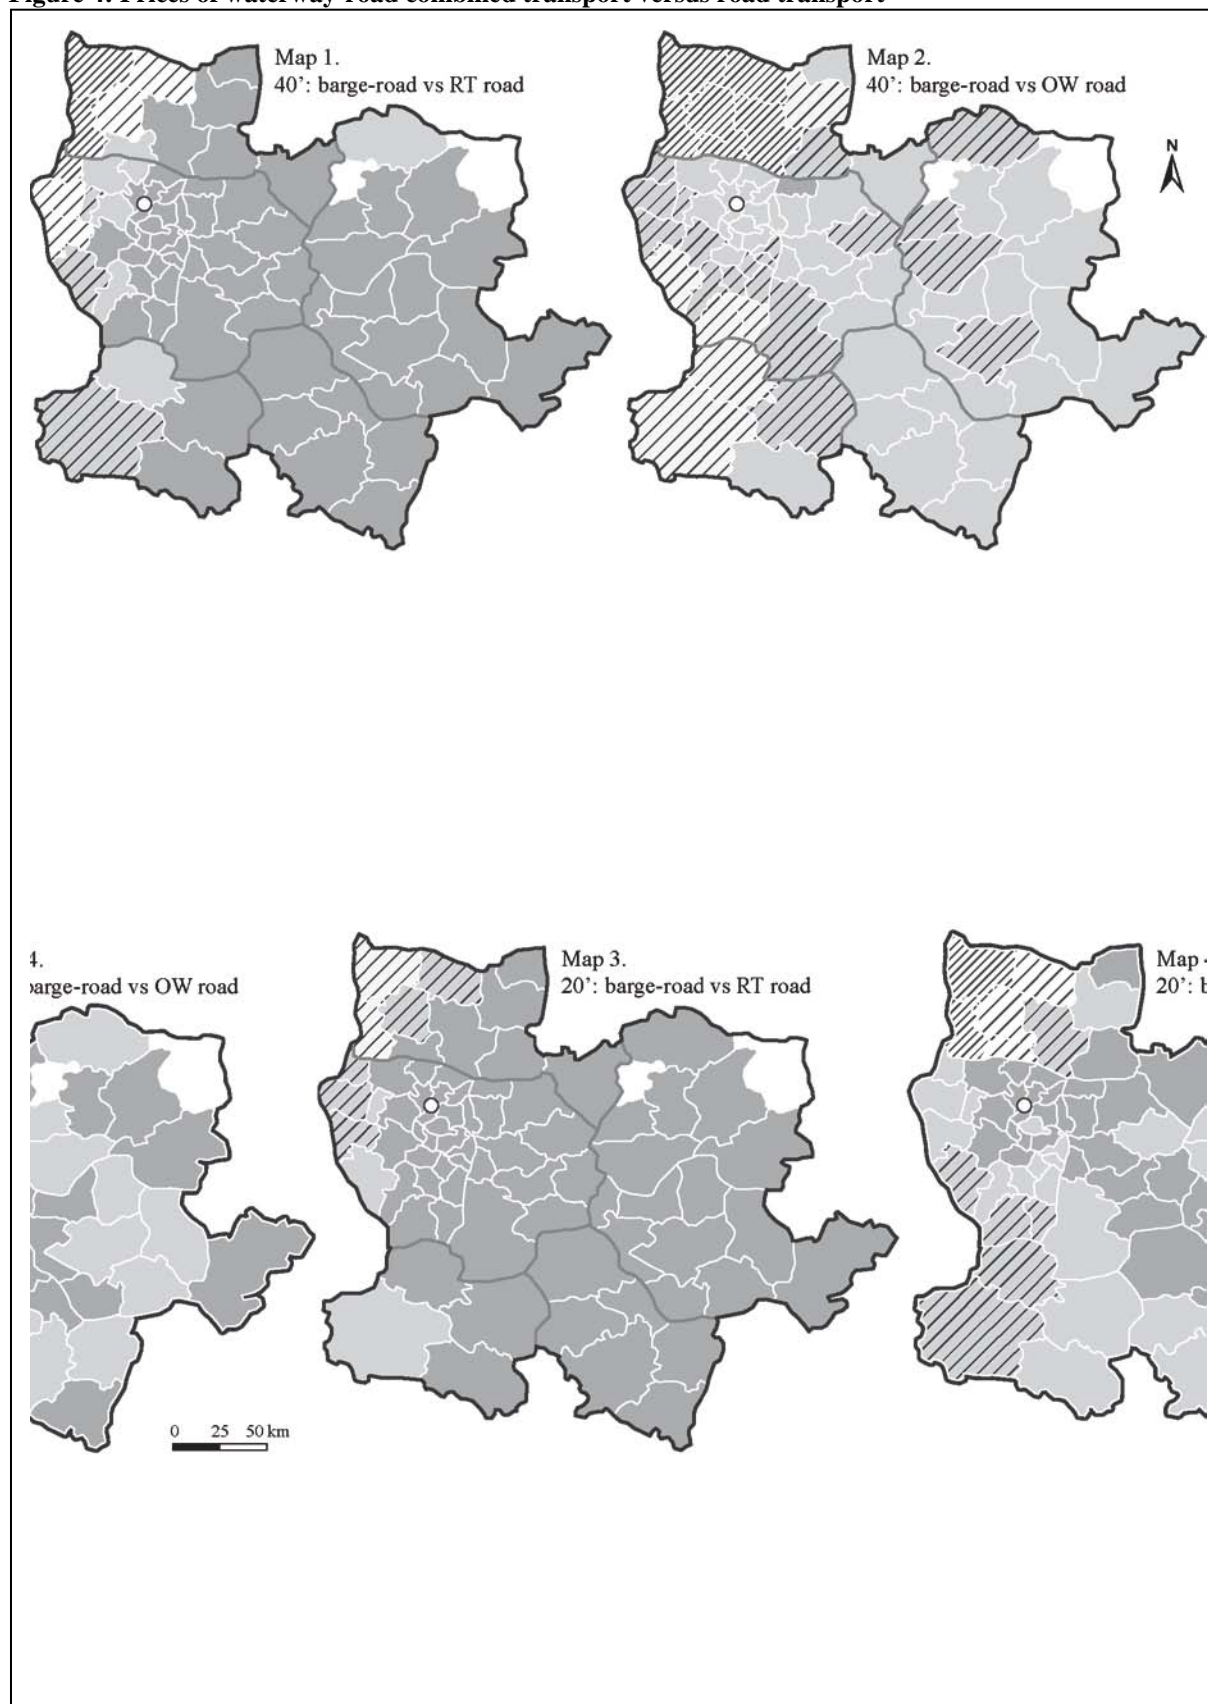 Figure 4: Prices of waterway-road combined transport versus road transport
Map 1.
40’: barge-road vs RT road
Map 2.
40’: barge-road vs OW road
N
4.
barge-road vs OW road
0 25 50 km
Map 3.
20’: barge-road vs RT road
Map
20’: b